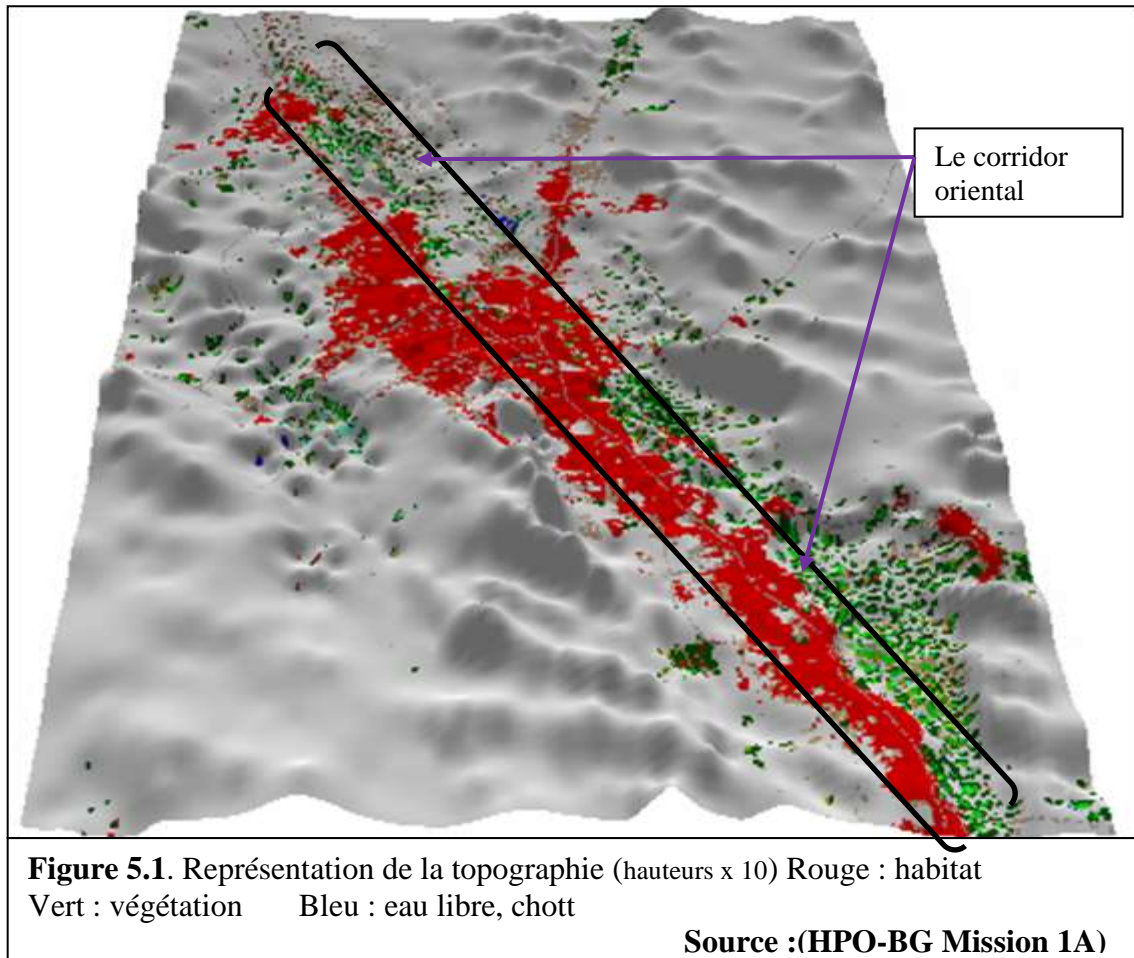 Le corridor
oriental
Figure 5.1. Représentation de la topographie (hauteurs x 10) Rouge : habitat
Vert : végétation Bleu : eau libre, chott
Source :(HPO-BG Mission 1A)